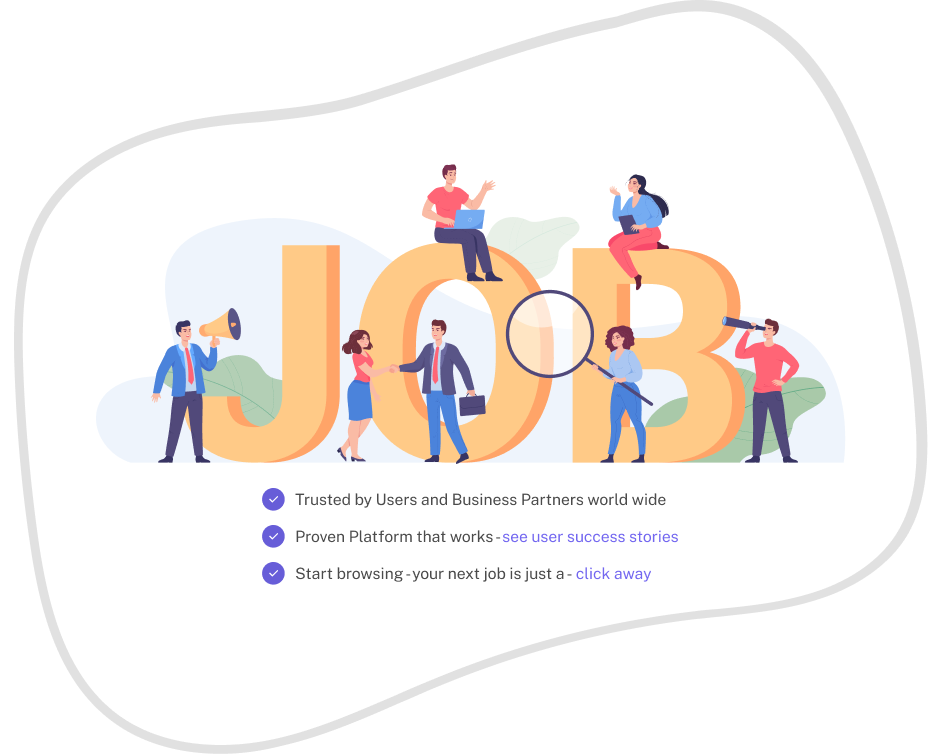 JOB
Trusted by Users and Business Partners world wide
Proven Platform that works - see user success stories
Start browsing - your next job is just a - click away